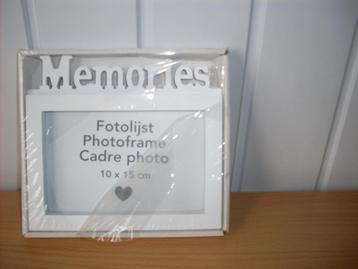 Memories
Fotolijst
Photoframe
Cadre photo
10 x 15 cm